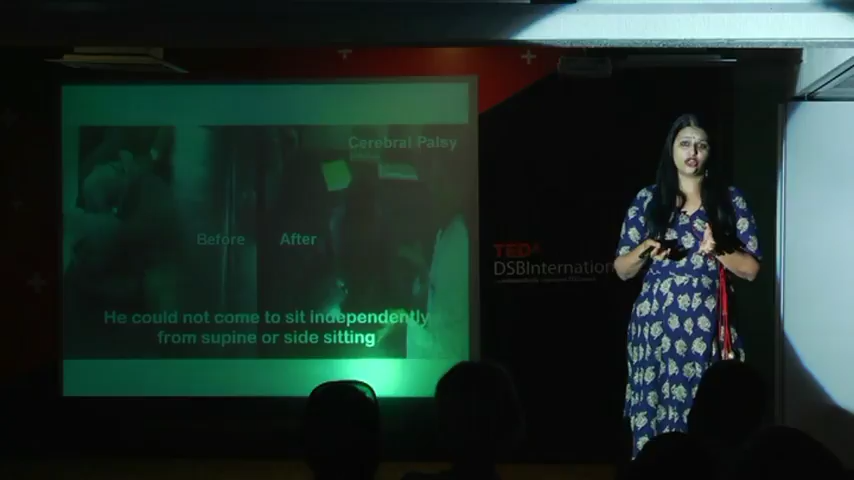 Cerebral Palsy
Before
After
He could not come to sit independently
from supine or side sitting
TEDx
DSBInternation